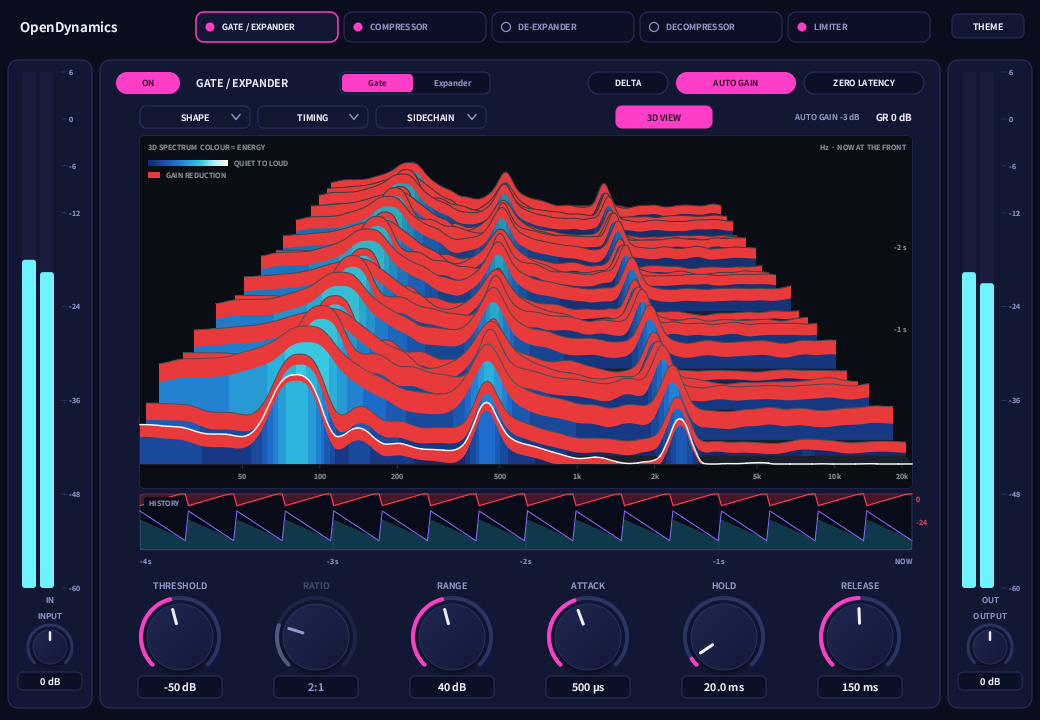 OpenDynamics
GATE / EXPANDER
COMPRESSOR
DE-EXPANDER
DECOMPRESSOR
LIMITER
THEME
ON
GATE / EXPANDER
Gate
Expander
DELTA
AUTO GAIN
ZERO LATENCY
SHAPE
TIMING
SIDECHAIN
3D VIEW
AUTO GAIN -3 dB
GR 0 dB
3D SPECTRUM COLOUR = ENERGY
QUIET TO LOUD
GAIN REDUCTION
Hz - NOW AT THE FRONT
-2 s
-1 s
50
100
200
500
1k
2k
5k
10k
20k
HISTORY
0
-24
-4s
-3s
-2s
-1s
NOW
6
0
-6
-12
-24
-36
-48
-60
IN
INPUT
0 dB
THRESHOLD
-50 dB
RATIO
2:1
RANGE
40 dB
ATTACK
500 µs
HOLD
20.0 ms
RELEASE
150 ms
6
0
-6
-12
-24
-36
-48
-60
OUT
OUTPUT
0 dB